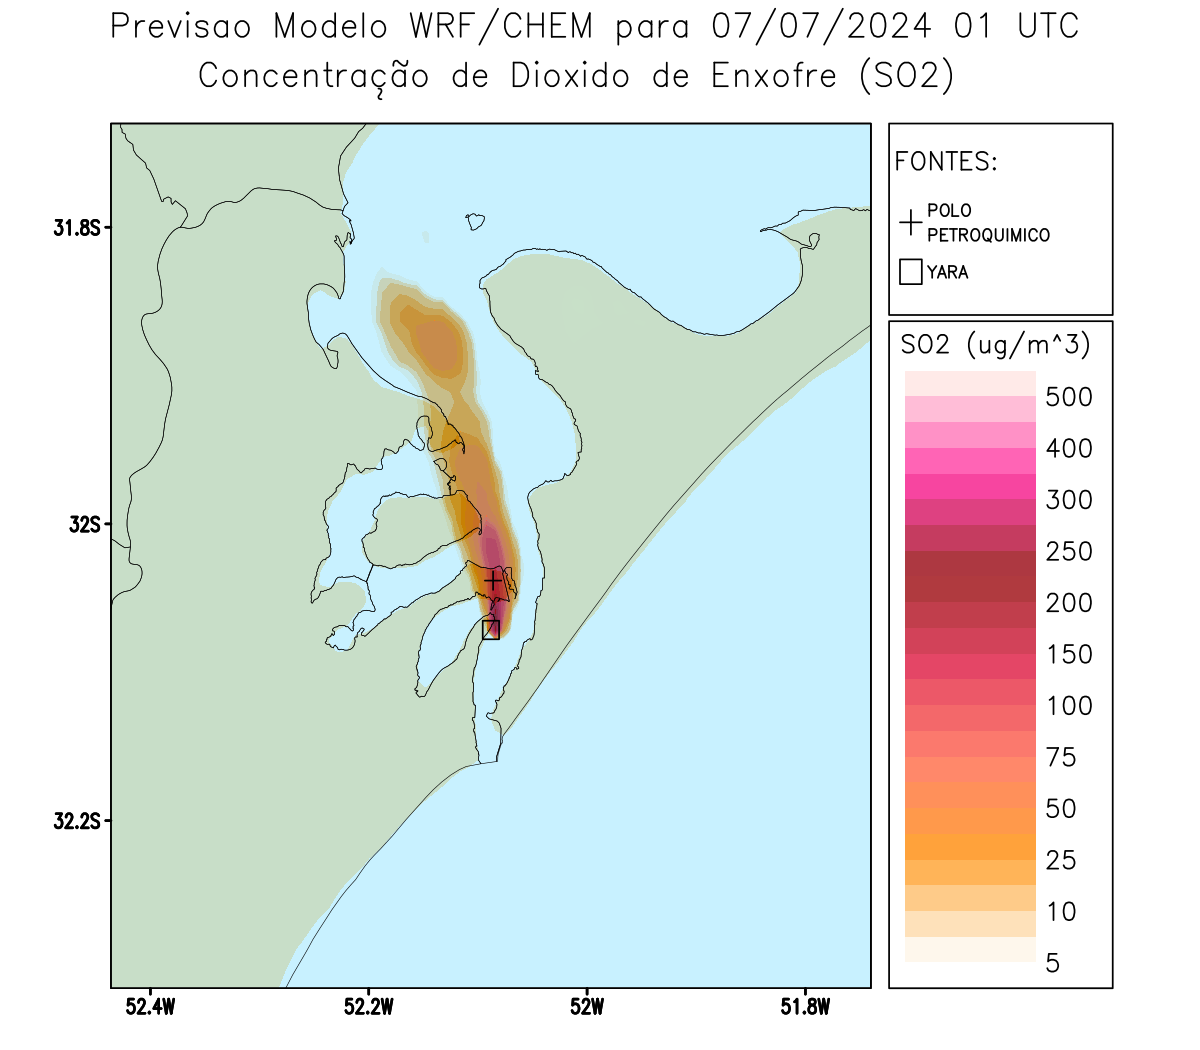 Previsao Modelo WRF/CHEM para 07/07/2024 01 UTC
Concentração de Dioxido de Enxofre (SO2)
FONTES:
POLO
PETROQUIMICO
YARA
SO2 (ug/m^3)
500
400
300
250
200
150
100
75
50
25
10
5
31.8S
32S
32.2S
52.4W
52.2W
52W
51.8W